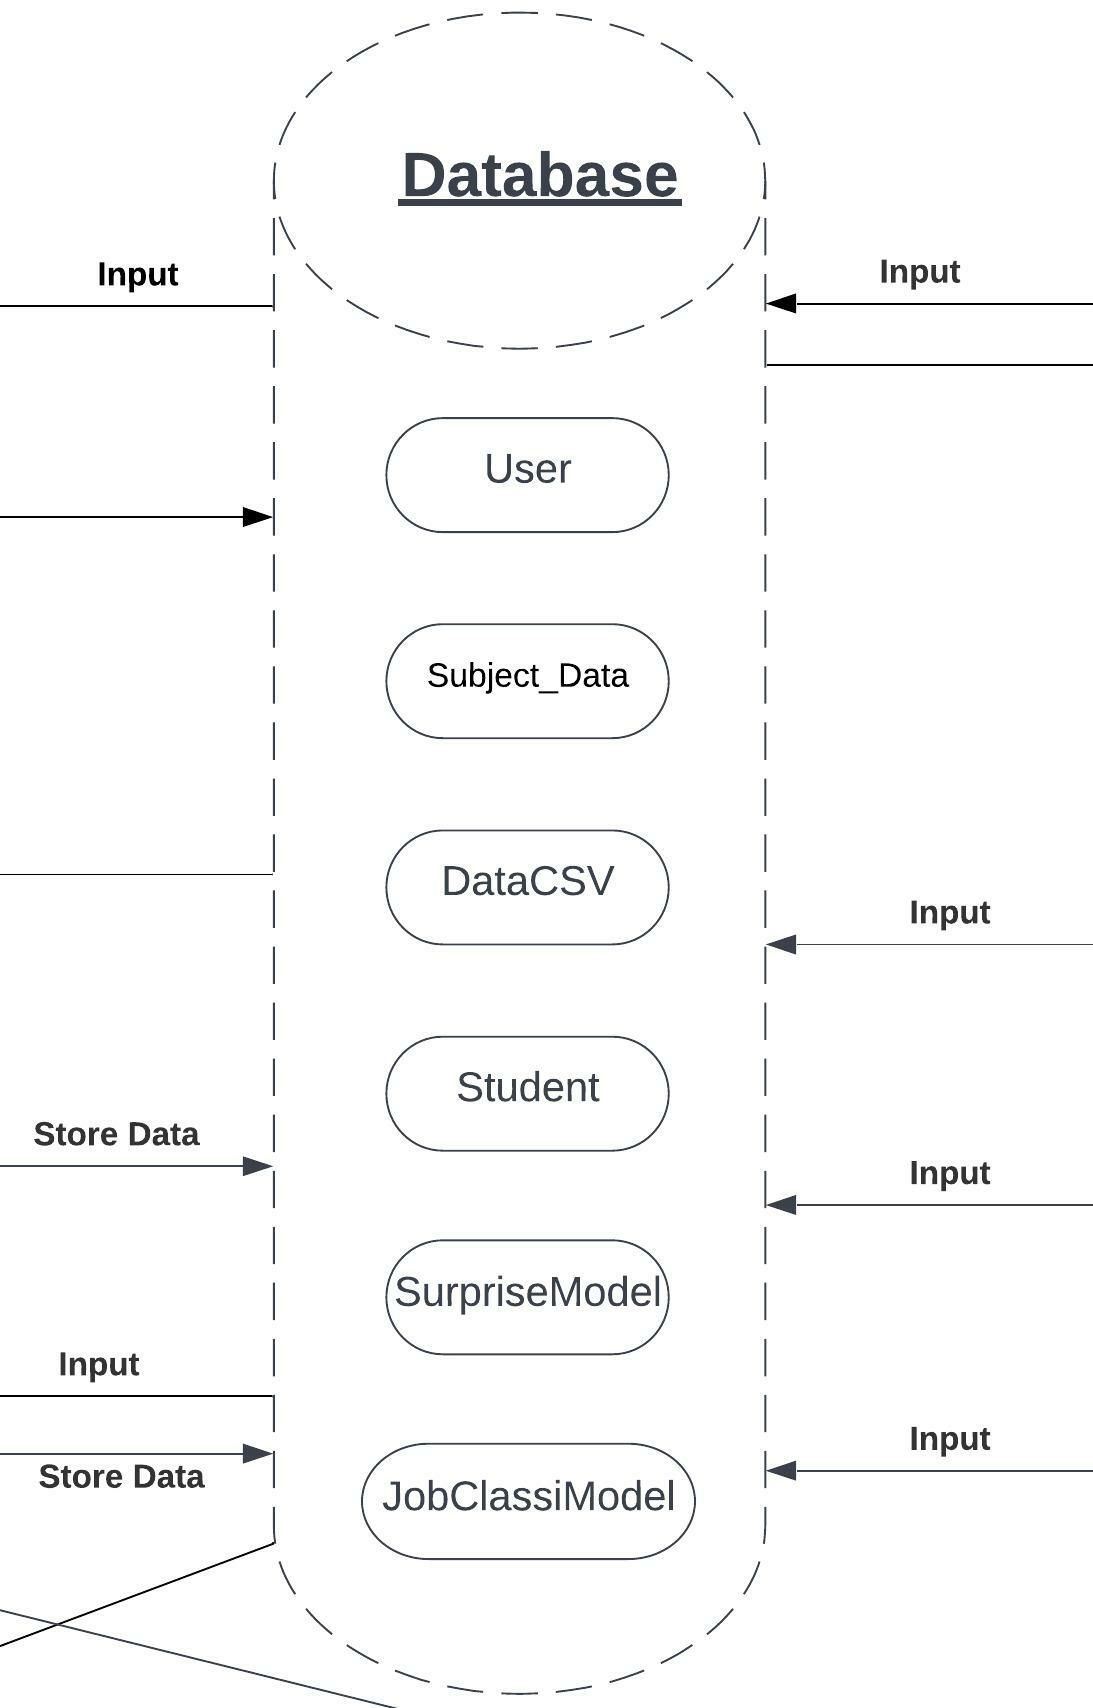 Database
Input
Input
User
Subject_Data
DataCSV
Input
Student
Store Data
Input
SurpriseModel
Input
Input
Store Data
JobClassiModel